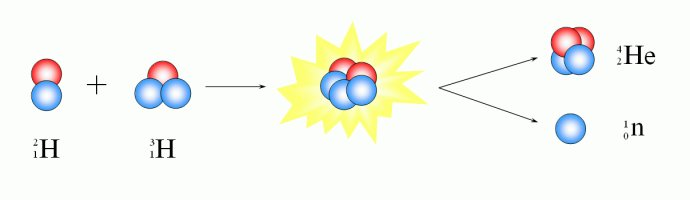 +
²₁H
³₁H
⁴₂He
¹₀n